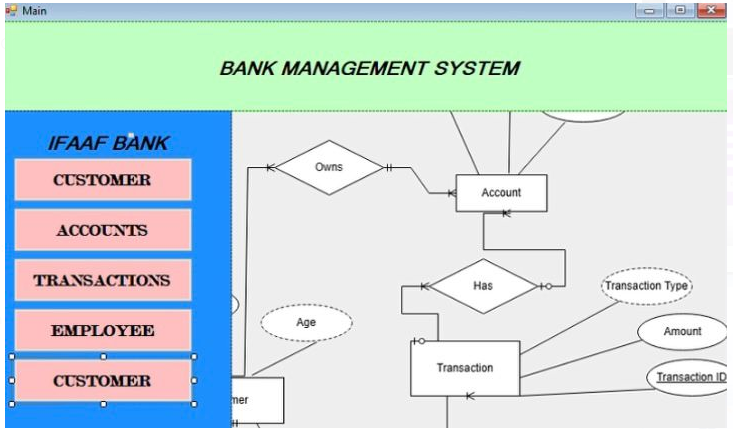 Main
BANK MANAGEMENT SYSTEM
IFAAF BANK
CUSTOMER
ACCOUNTS
TRANSACTIONS
EMPLOYEE
CUSTOMER
Owns
Account
Has
Transaction Type
Age
Amount
Transaction
Transaction ID
mer